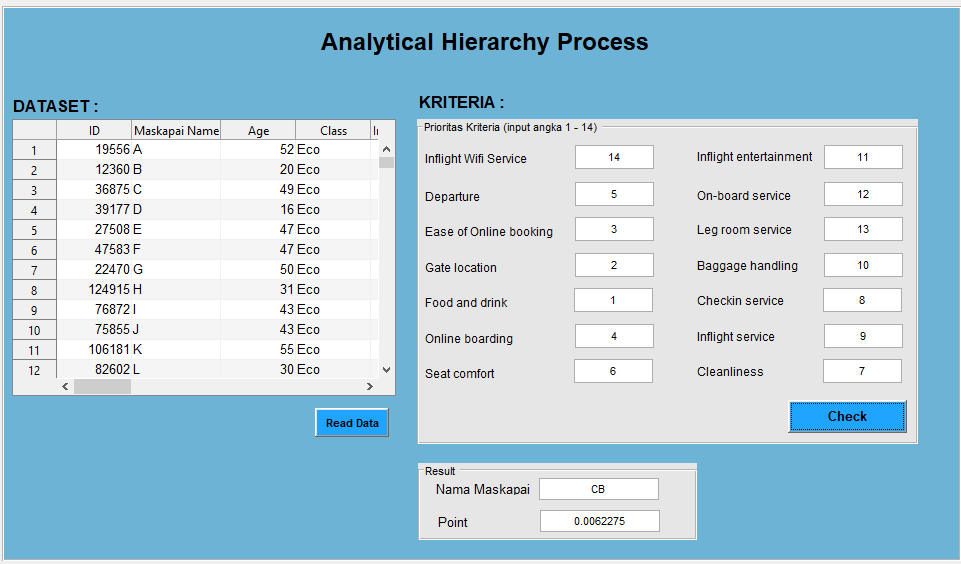 Analytical Hierarchy Process
DATASET :
ID Maskapai Name Age Class
1 19556 A 52 Eco
2 12360 B 20 Eco
3 36875 C 49 Eco
4 39177 D 16 Eco
5 27508 E 47 Eco
6 47583 F 47 Eco
7 22470 G 50 Eco
8 124915 H 31 Eco
9 76872 I 43 Eco
10 75855 J 43 Eco
11 106181 K 55 Eco
12 82602 L 30 Eco
Read Data
KRITERIA :
Prioritas Kriteria (input angka 1 - 14)
Inflight Wifi Service 14 Inflight entertainment 11
Departure 5 On-board service 12
Ease of Online booking 3 Leg room service 13
Gate location 2 Baggage handling 10
Food and drink 1 Checkin service 8
Online boarding 4 Inflight service 9
Seat comfort 6 Cleanliness 7
Check
Result
Nama Maskapai CB
Point 0.0062275